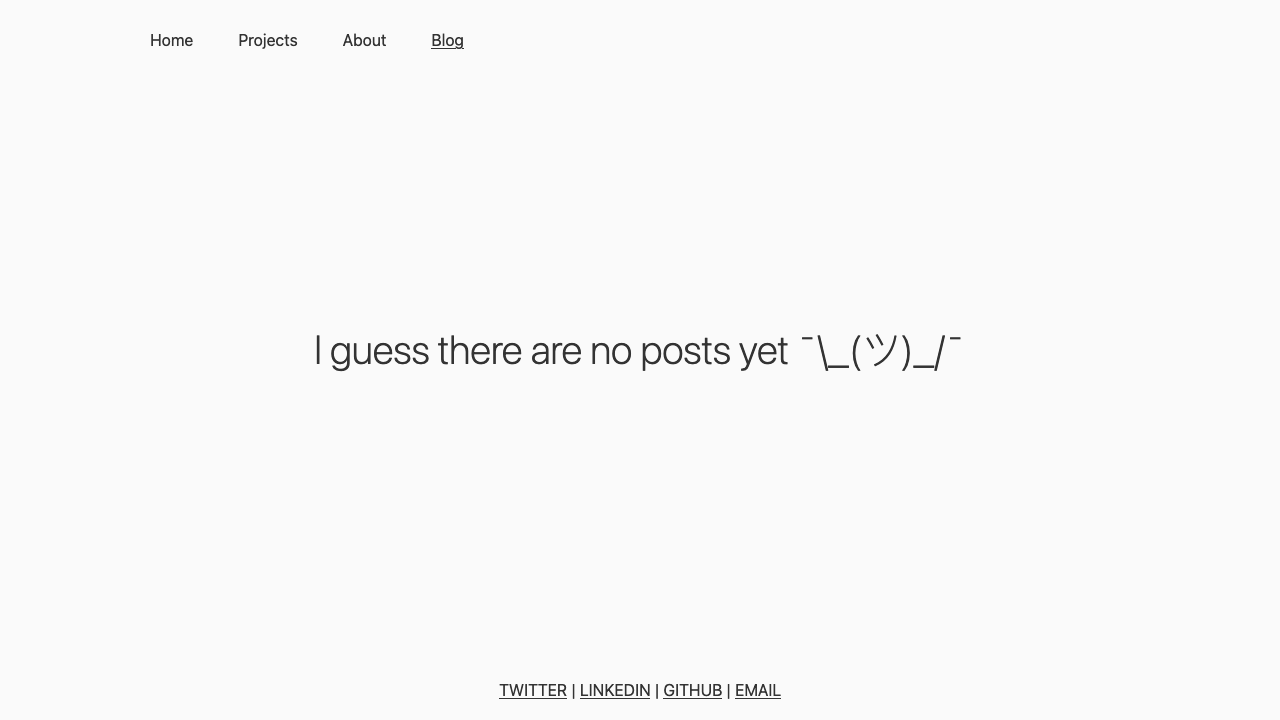 Home Projects About Blog
I guess there are no posts yet ¯\_(ツ)_/¯
TWITTER | LINKEDIN | GITHUB | EMAIL